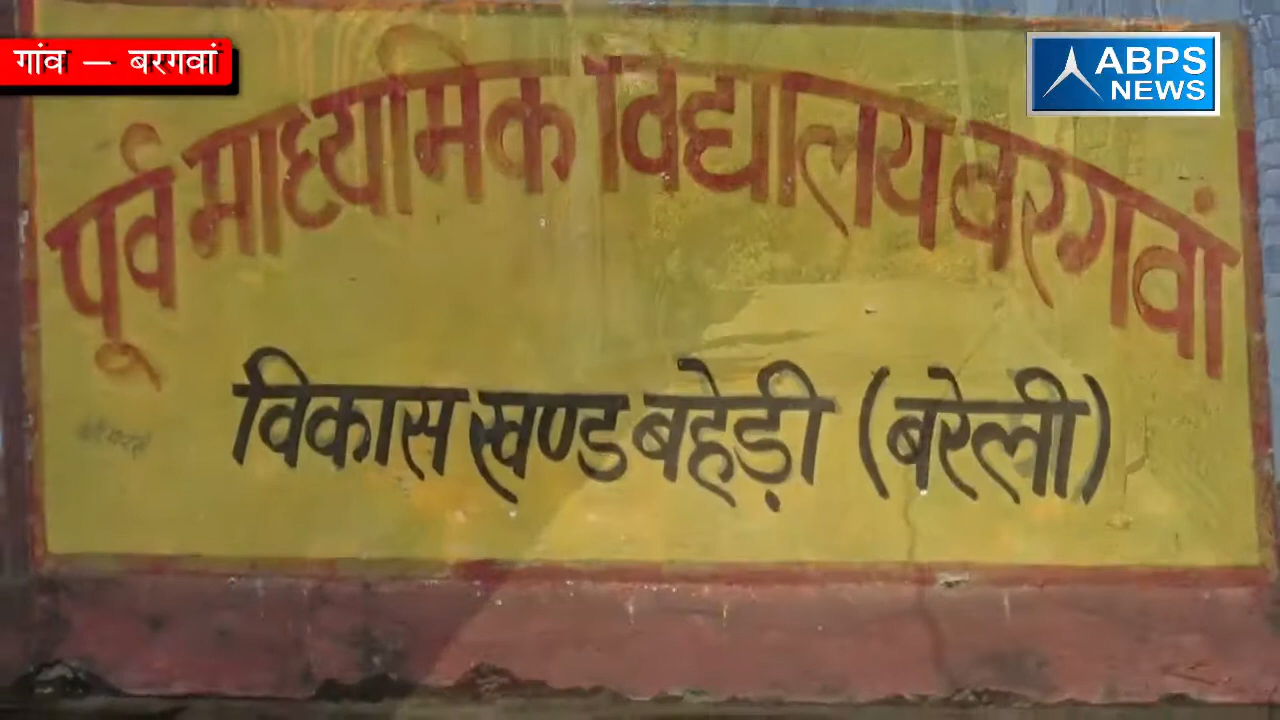 गांव — बरगवां
ABPS
NEWS
पूर्व माध्यमिक विद्यालय बरगवां
विकास खण्ड बहेड़ी (बरेली)